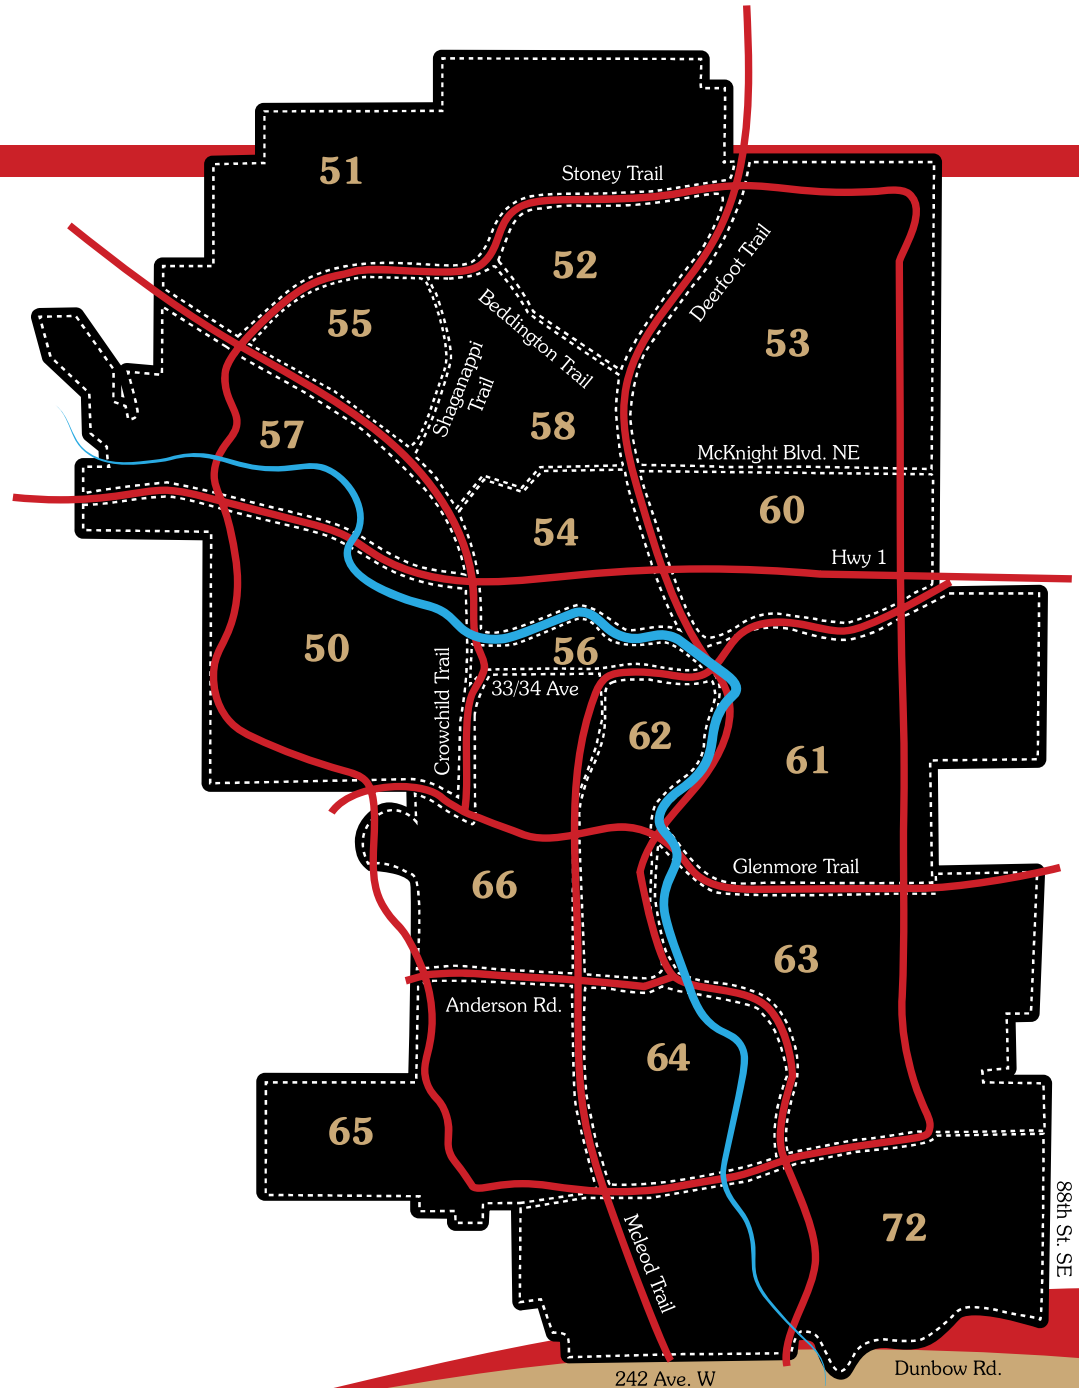 51
Stoney Trail
52
Deerfoot Trail
55
Beddington Trail
53
Shaganappi
Trail
58
57
McKnight Blvd. NE
60
54
Hwy 1
50
56
Crowchild Trail
33/34 Ave
62
61
Glenmore Trail
66
63
Anderson Rd.
64
65
88th St. SE
72
Mcleod Trail
Dunbow Rd.
242 Ave. W